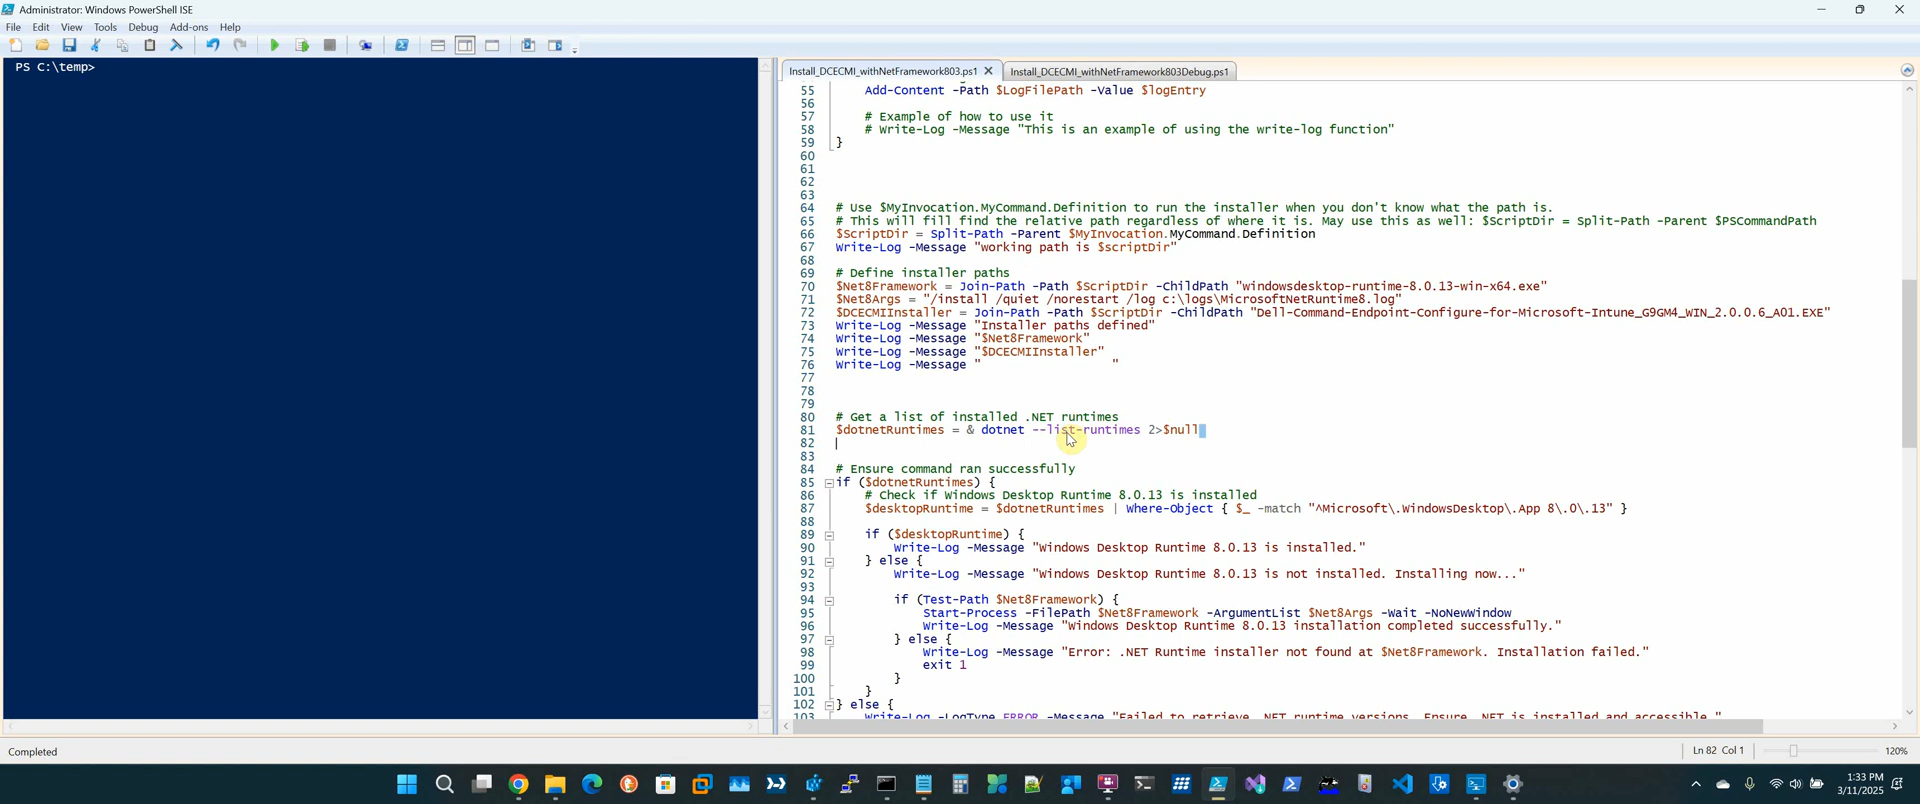 Administrator: Windows PowerShell ISE
File Edit View Tools Debug Add-ons Help
PS C:\temp>
Install_DCECMI_withNetFramework803.ps1
Install_DCECMI_withNetFramework803Debug.ps1
55 Add-Content -Path $LogFilePath -Value $logEntry
56
57 # Example of how to use it
58 # Write-Log -Message "This is an example of using the write-log function"
59 }
60
61
62
63
64 # Use $MyInvocation.MyCommand.Definition to run the installer when you don't know what the path is.
65 # This will fill find the relative path regardless of where it is. May use this as well: $ScriptDir = Split-Path -Parent $PSCommandPath
66 $ScriptDir = Split-Path -Parent $MyInvocation.MyCommand.Definition
67 Write-Log -Message "working path is $scriptDir"
68
69 # Define installer paths
70 $Net8Framework = Join-Path -Path $ScriptDir -ChildPath "windowsdesktop-runtime-8.0.13-win-x64.exe"
71 $Net8Args = "/install /quiet /norestart /log c:\logs\MicrosoftNetRuntime8.log"
72 $DCECMIInstaller = Join-Path -Path $ScriptDir -ChildPath "Dell-Command-Endpoint-Configure-for-Microsoft-Intune_G9GM4_WIN_2.0.0.6_A01.EXE"
73 Write-Log -Message "Installer paths defined"
74 Write-Log -Message "$Net8Framework"
75 Write-Log -Message "$DCECMIInstaller"
76 Write-Log -Message " "
77
78
79
80 # Get a list of installed .NET runtimes
81 $dotnetRuntimes = & dotnet --list-runtimes 2>$null
82
83
84 # Ensure command ran successfully
85 if ($dotnetRuntimes) {
86 # Check if Windows Desktop Runtime 8.0.13 is installed
87 $desktopRuntime = $dotnetRuntimes | Where-Object { $_ -match "^Microsoft\.WindowsDesktop\.App 8\.0\.13" }
88
89 if ($desktopRuntime) {
90 Write-Log -Message "Windows Desktop Runtime 8.0.13 is installed."
91 } else {
92 Write-Log -Message "Windows Desktop Runtime 8.0.13 is not installed. Installing now..."
93
94 if (Test-Path $Net8Framework) {
95 Start-Process -FilePath $Net8Framework -ArgumentList $Net8Args -Wait -NoNewWindow
96 Write-Log -Message "Windows Desktop Runtime 8.0.13 installation completed successfully."
97 } else {
98 Write-Log -Message "Error: .NET Runtime installer not found at $Net8Framework. Installation failed."
99 exit 1
100 }
101 }
102 } else {
103 Write-Log -LogType ERROR -Message "Failed to retrieve .NET runtime versions. Ensure .NET is installed and accessible."
Completed
Ln 82 Col 1
120%
1:33 PM
3/11/2025